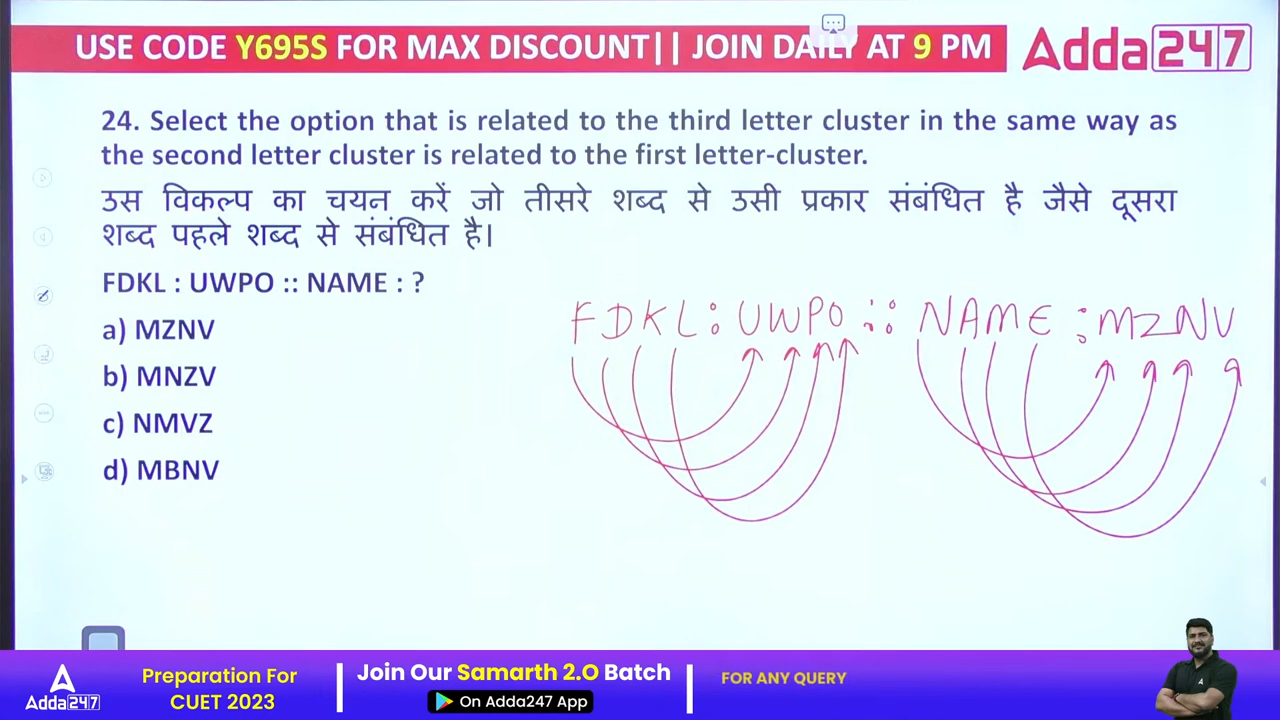 USE CODE Y695S FOR MAX DISCOUNT|| JOIN DAILY AT 9 PM
Adda247
24. Select the option that is related to the third letter cluster in the same way as
the second letter cluster is related to the first letter-cluster.
उस विकल्प का चयन करें जो तीसरे शब्द से उसी प्रकार संबंधित है जैसे दूसरा
शब्द पहले शब्द से संबंधित है।
FDKL : UWPO :: NAME : ?
FDKL : UWPO :: NAME : MZNV
a) MZNV
b) MNZV
c) NMVZ
d) MBNV
Adda247
Preparation For
CUET 2023
Join Our Samarth 2.O Batch
On Adda247 App
FOR ANY QUERY